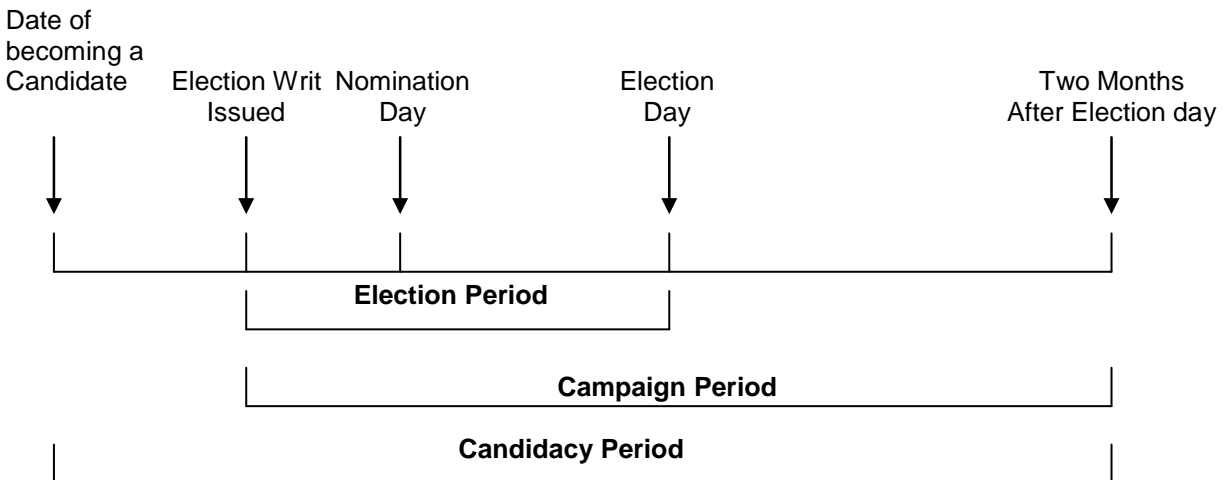 Date of
becoming a
Candidate
Election Writ
Issued
Nomination
Day
Election
Day
Two Months
After Election day
Election Period
Campaign Period
Candidacy Period